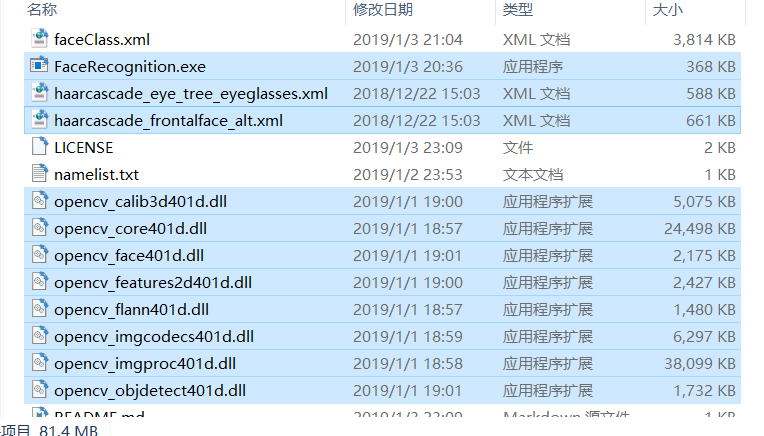 名称 修改日期 类型 大小
faceClass.xml 2019/1/3 21:04 XML 文档 3,814 KB
FaceRecognition.exe 2019/1/3 20:36 应用程序 368 KB
haarcascade_eye_tree_eyeglasses.xml 2018/12/22 15:03 XML 文档 588 KB
haarcascade_frontalface_alt.xml 2018/12/22 15:03 XML 文档 661 KB
LICENSE 2019/1/3 23:09 文件 2 KB
namelist.txt 2019/1/2 23:53 文本文档 1 KB
opencv_calib3d401d.dll 2019/1/1 19:00 应用程序扩展 5,075 KB
opencv_core401d.dll 2019/1/1 18:57 应用程序扩展 24,498 KB
opencv_face401d.dll 2019/1/1 19:01 应用程序扩展 2,175 KB
opencv_features2d401d.dll 2019/1/1 19:00 应用程序扩展 2,427 KB
opencv_flann401d.dll 2019/1/1 18:57 应用程序扩展 1,480 KB
opencv_imgcodecs401d.dll 2019/1/1 18:59 应用程序扩展 6,297 KB
opencv_imgproc401d.dll 2019/1/1 18:58 应用程序扩展 38,099 KB
opencv_objdetect401d.dll 2019/1/1 19:01 应用程序扩展 1,732 KB
README.md 2019/1/3 23:09 Markdown 源文件 1 KB
项目 81.4 MB